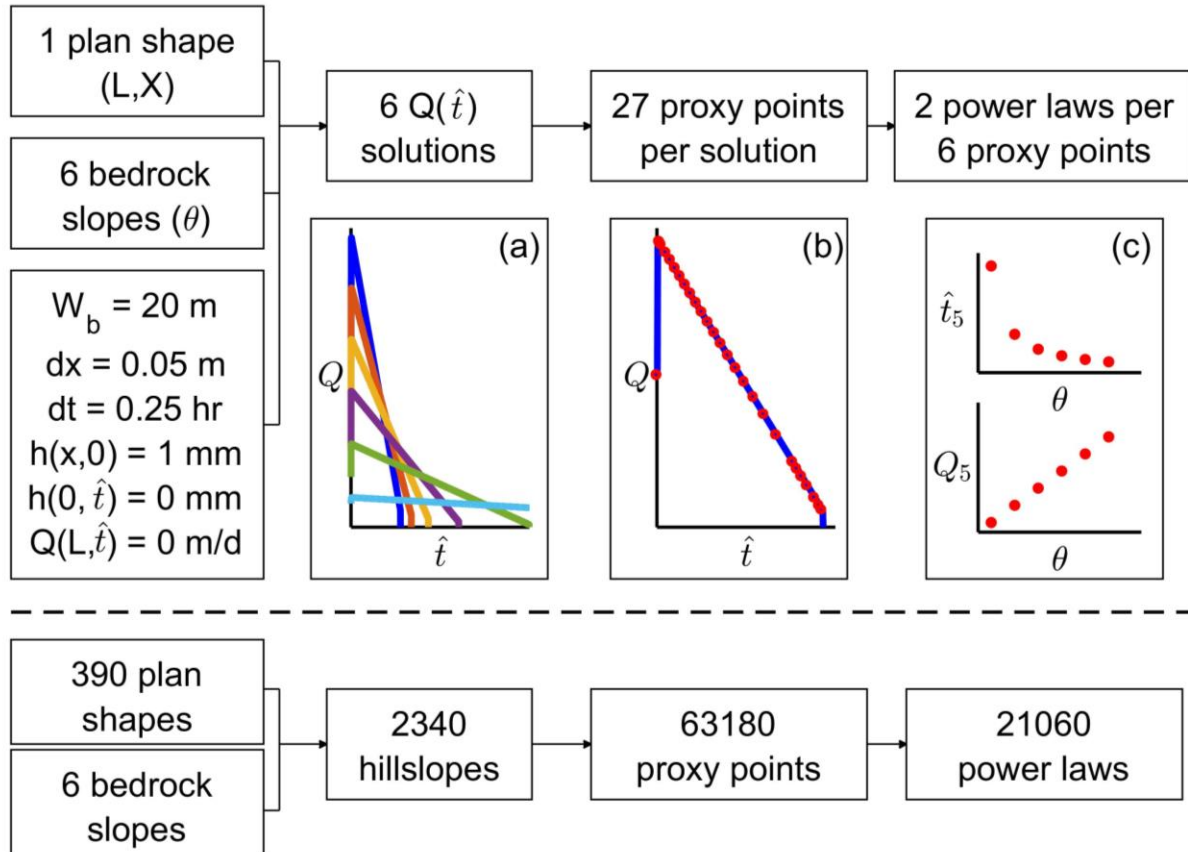 1 plan shape
(L,X)
6 bedrock
slopes (θ)
W_b = 20 m
dx = 0.05 m
dt = 0.25 hr
h(x,0) = 1 mm
h(0, t̂) = 0 mm
Q(L,t̂) = 0 m/d
6 Q(t̂)
solutions
27 proxy points
per solution
2 power laws per
6 proxy points
(a)
Q
t̂
(b)
Q
t̂
(c)
t̂₅
θ
Q₅
θ
390 plan
shapes
6 bedrock
slopes
2340
hillslopes
63180
proxy points
21060
power laws